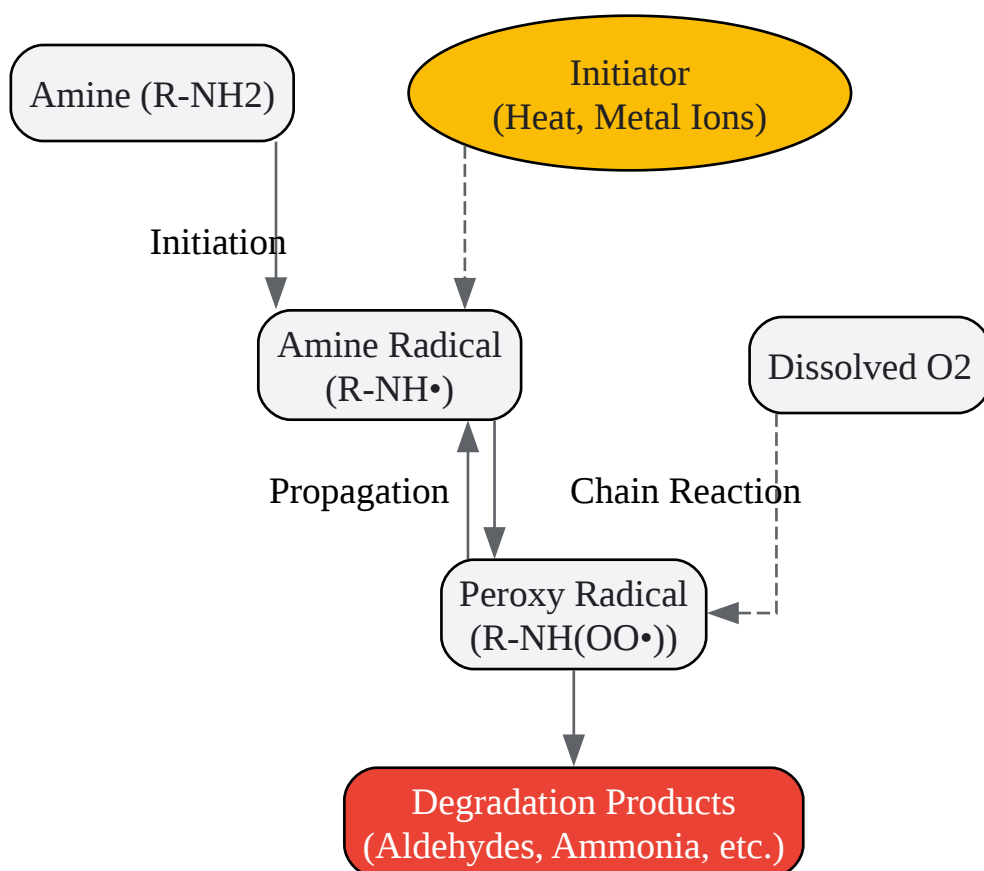 Amine (R-NH2)
Initiator
(Heat, Metal Ions)
Initiation
Amine Radical
(R-NH•)
Dissolved O2
Propagation
Chain Reaction
Peroxy Radical
(R-NH(OO•))
Degradation Products
(Aldehydes, Ammonia, etc.)